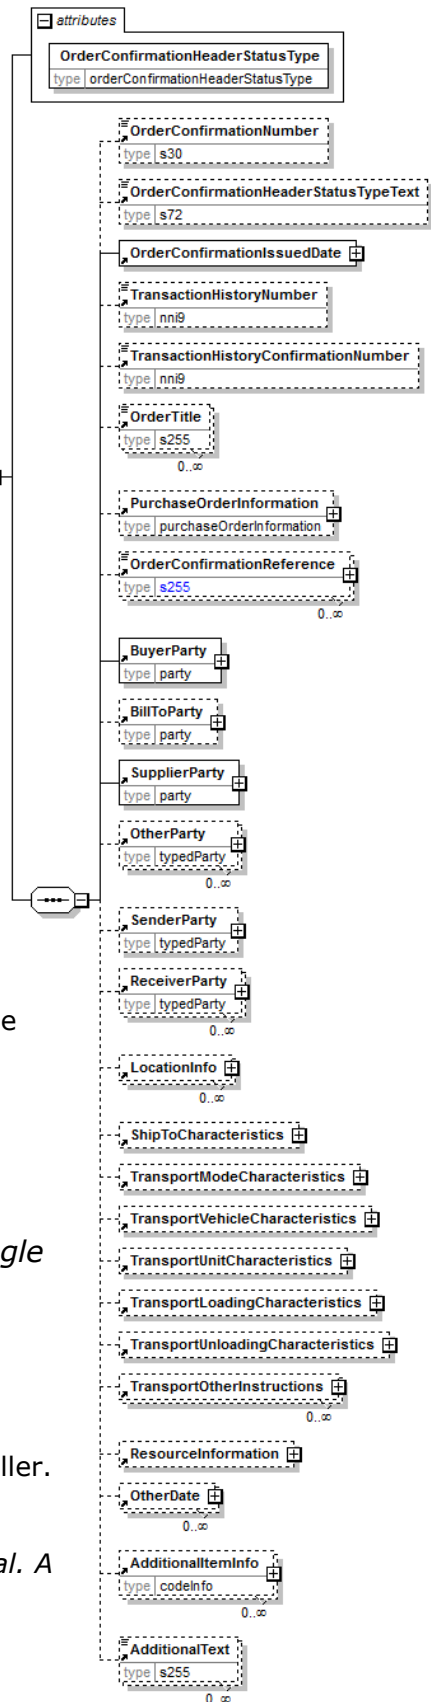 attributes
OrderConfirmationHeaderStatusType
type orderConfirmationHeaderStatusType
OrderConfirmationNumber
type s30
OrderConfirmationHeaderStatusTypeText
type s72
OrderConfirmationIssuedDate
TransactionHistoryNumber
type nni9
TransactionHistoryConfirmationNumber
type nni9
OrderTitle
type s255
0..∞
PurchaseOrderInformation
type purchaseOrderInformation
OrderConfirmationReference
type s255
0..∞
BuyerParty
type party
BillToParty
type party
SupplierParty
type party
OtherParty
type typedParty
0..∞
SenderParty
type typedParty
ReceiverParty
type typedParty
e
0..∞
LocationInfo
0..∞
ShipToCharacteristics
TransportModeCharacteristics
TransportVehicleCharacteristics
gle
TransportUnitCharacteristics
TransportLoadingCharacteristics
TransportUnloadingCharacteristics
TransportOtherInstructions
0..∞
ResourceInformation
ller.
OtherDate
0..∞
AdditionalItemInfo
al. A
type codeInfo
0..∞
AdditionalText
type s255
0..∞